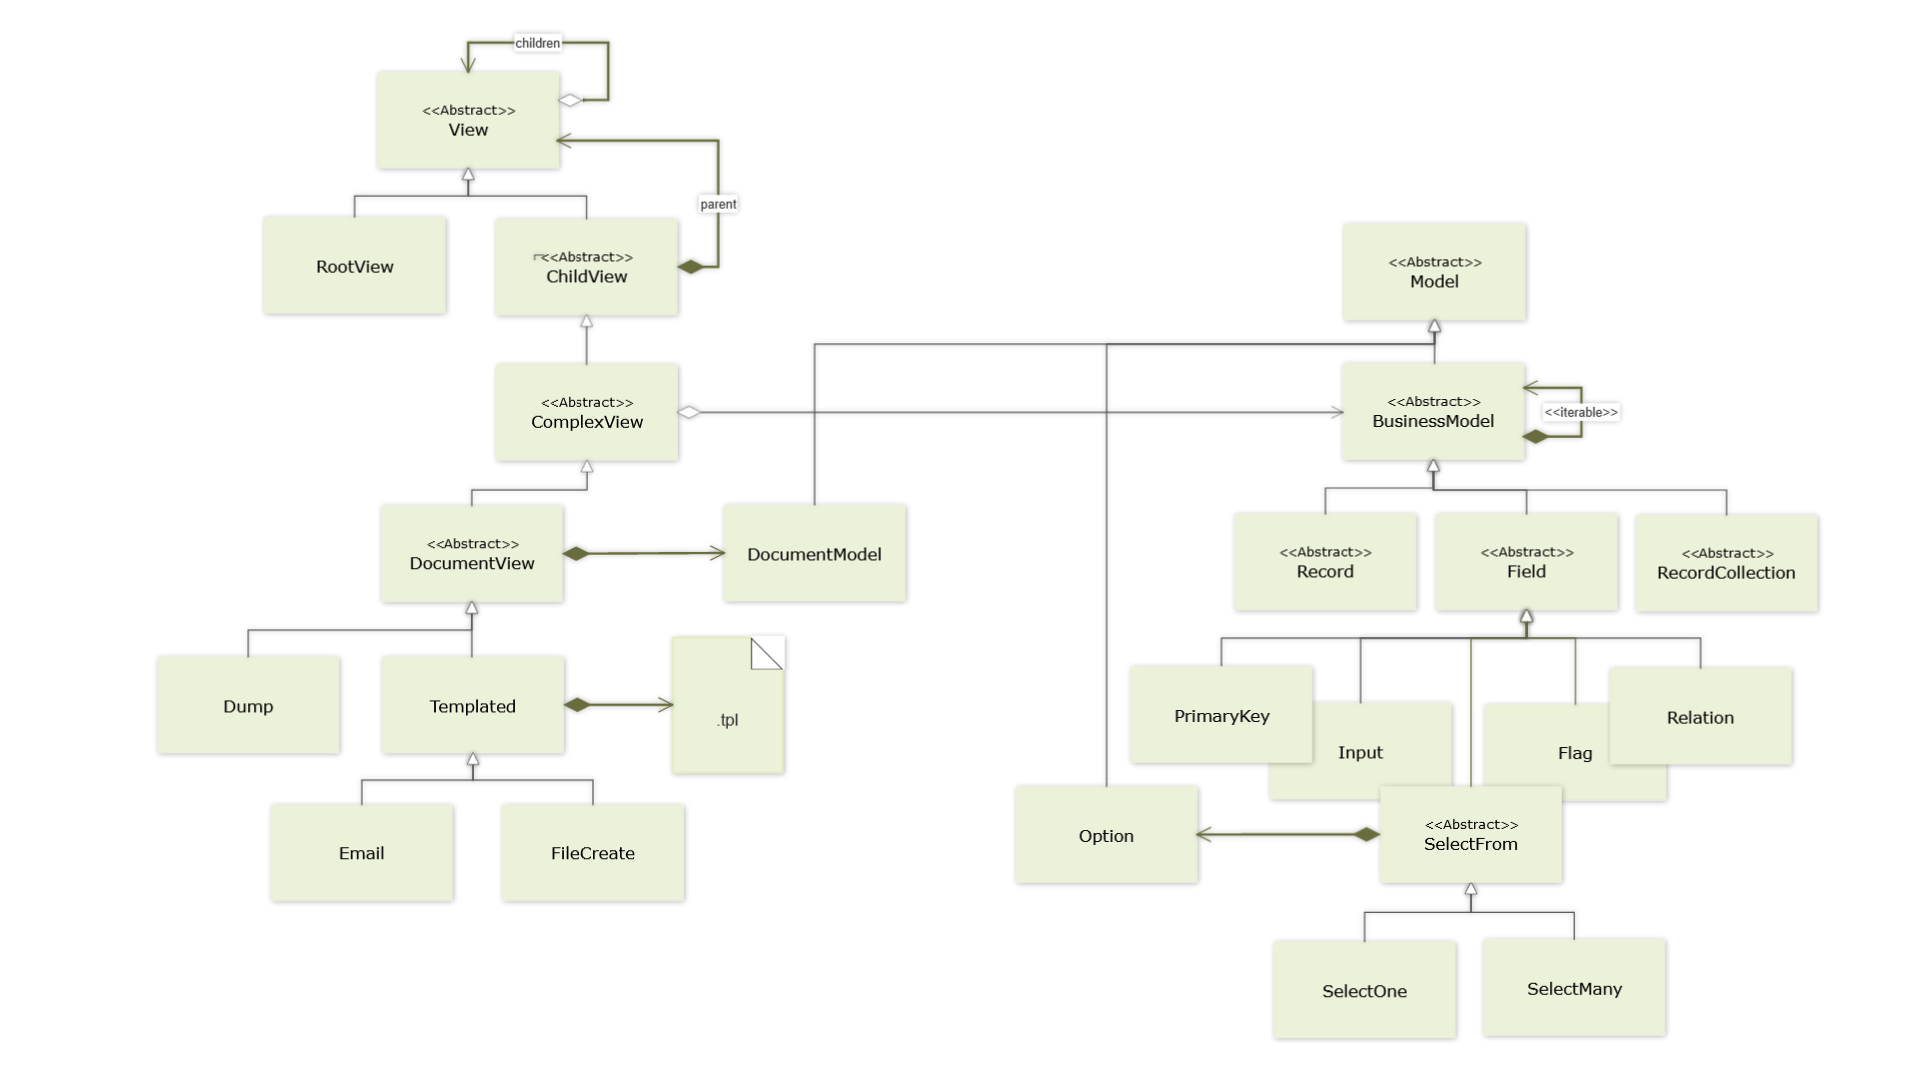 children
<<Abstract>>
View
parent
RootView
<<Abstract>>
ChildView
<<Abstract>>
Model
<<Abstract>>
ComplexView
<<Abstract>>
BusinessModel
<<iterable>>
<<Abstract>>
DocumentView
DocumentModel
<<Abstract>>
Record
<<Abstract>>
Field
<<Abstract>>
RecordCollection
Dump
Templated
.tpl
PrimaryKey
Input
Flag
Relation
Email
FileCreate
Option
<<Abstract>>
SelectFrom
SelectOne
SelectMany